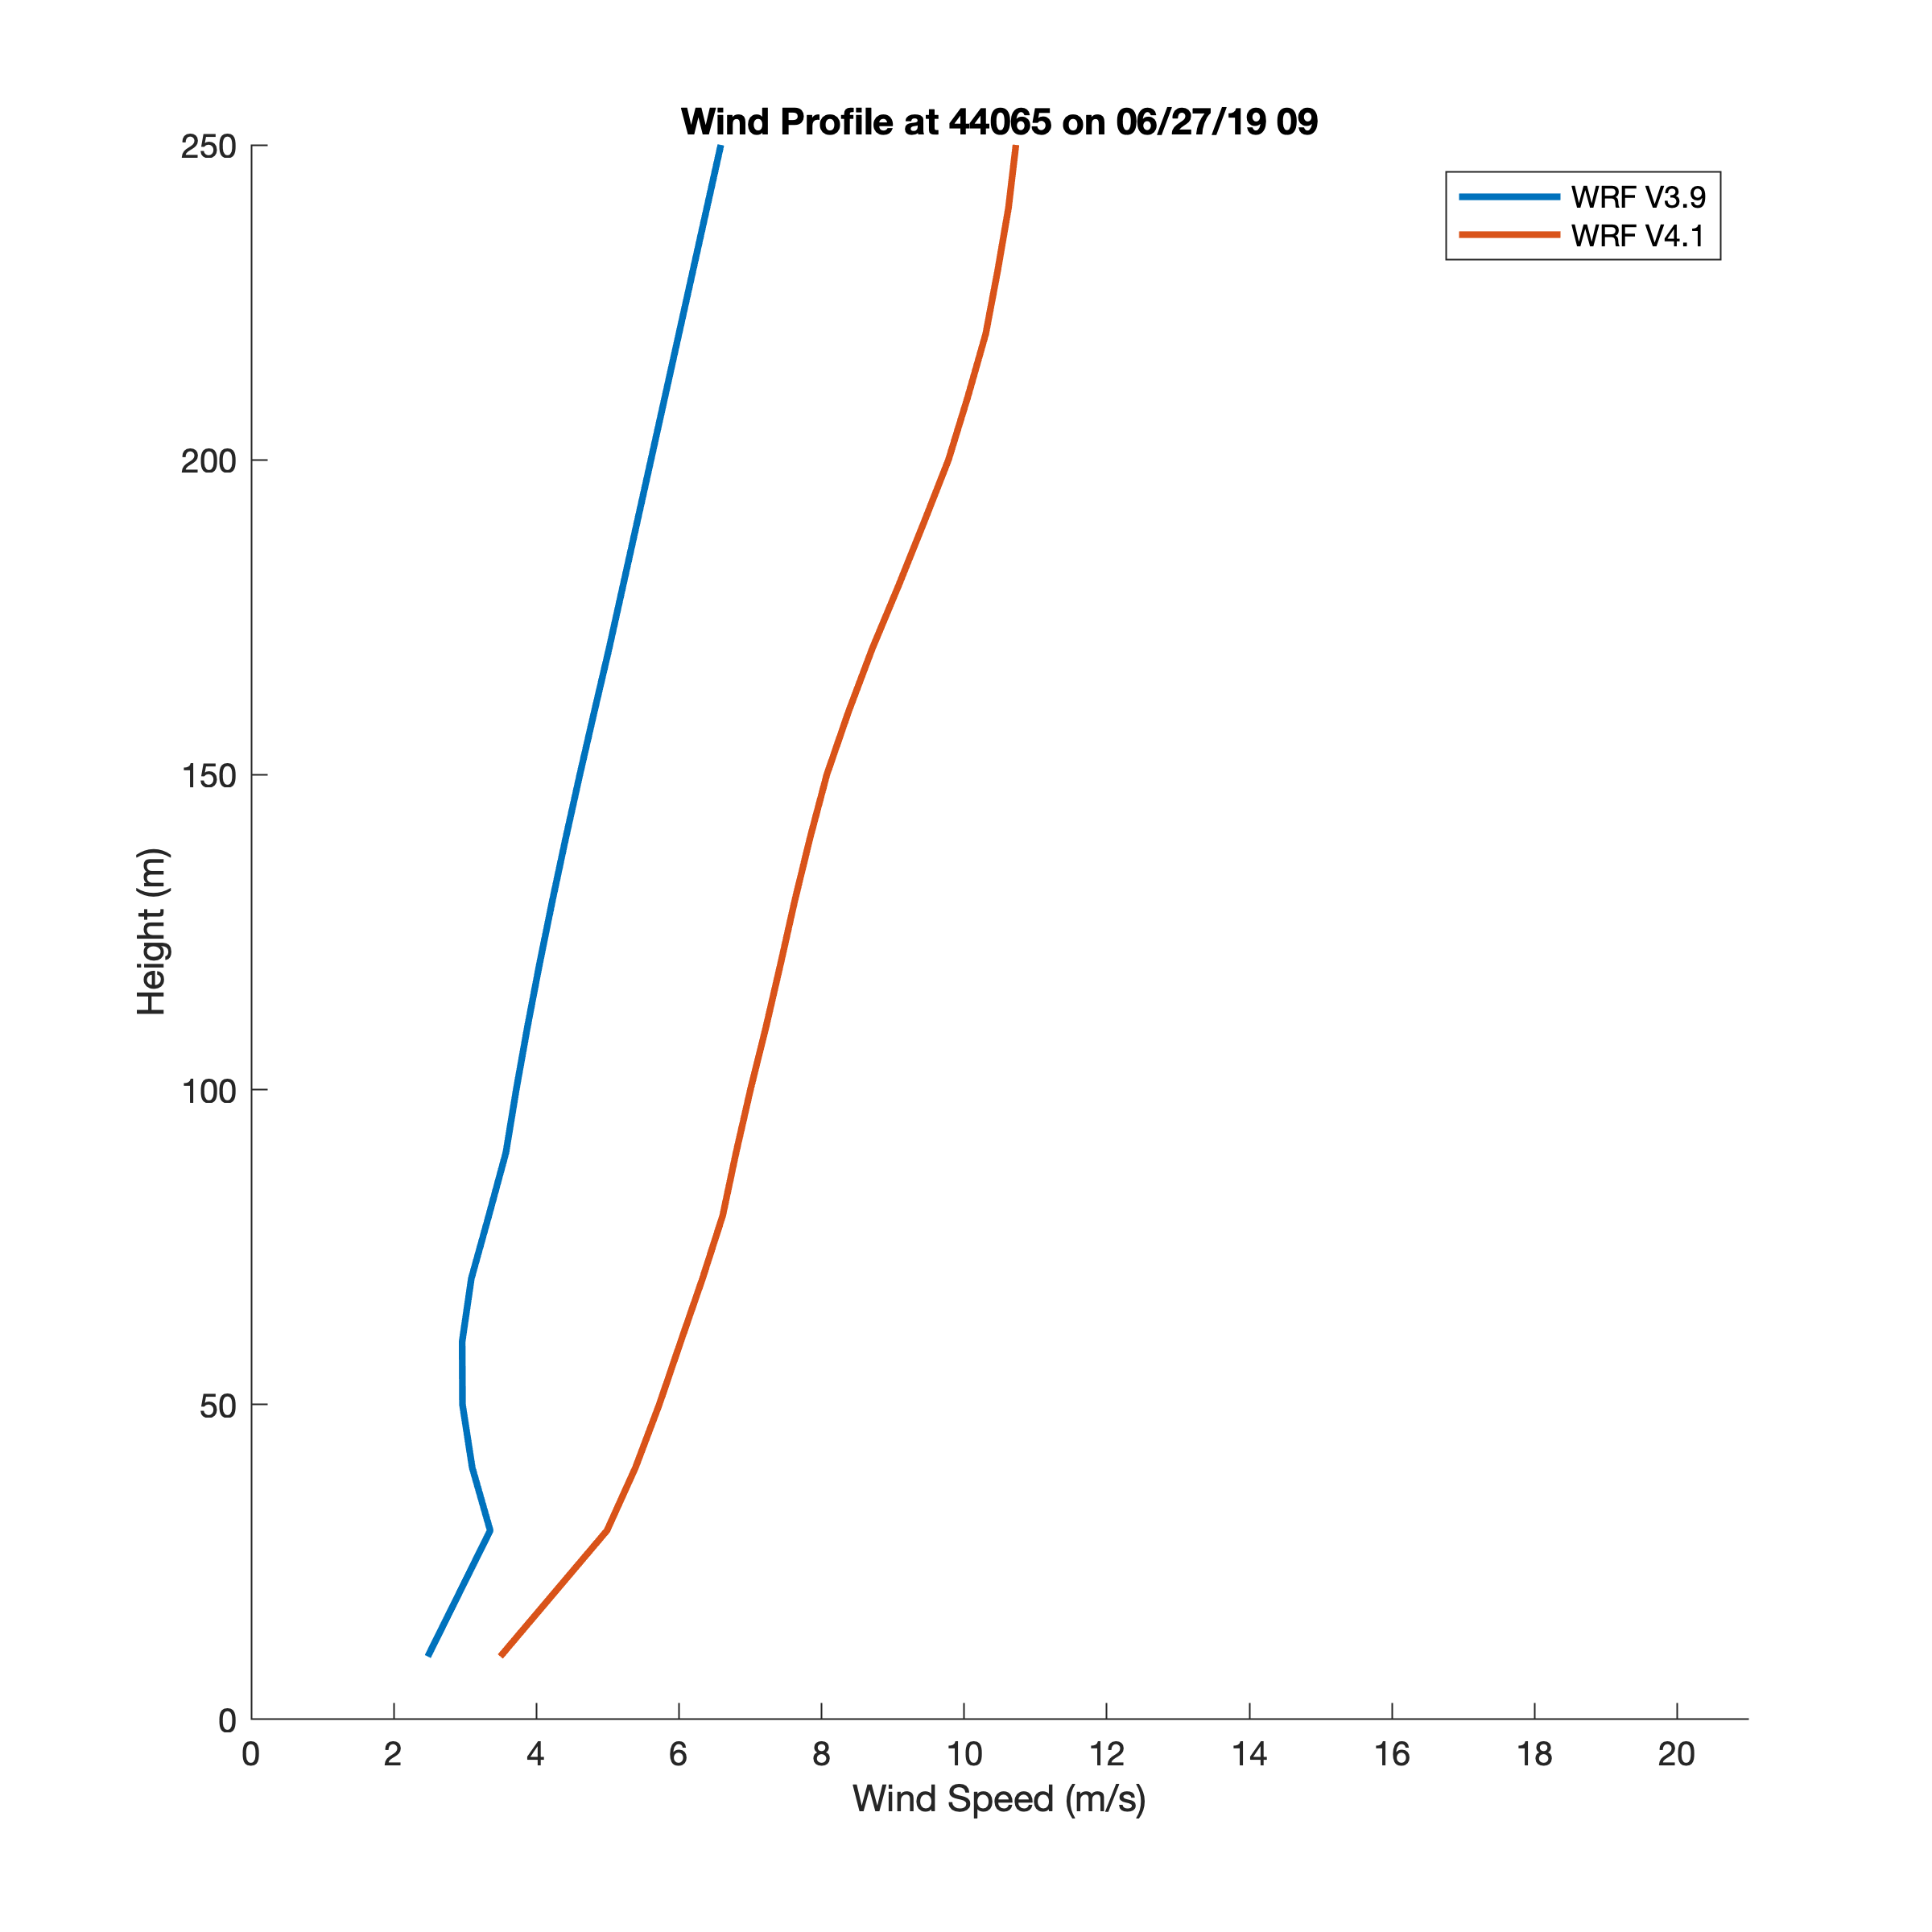 Wind Profile at 44065 on 06/27/19 09
WRF V3.9
WRF V4.1
250
200
150
100
50
0
Height (m)
0 2 4 6 8 10 12 14 16 18 20
Wind Speed (m/s)